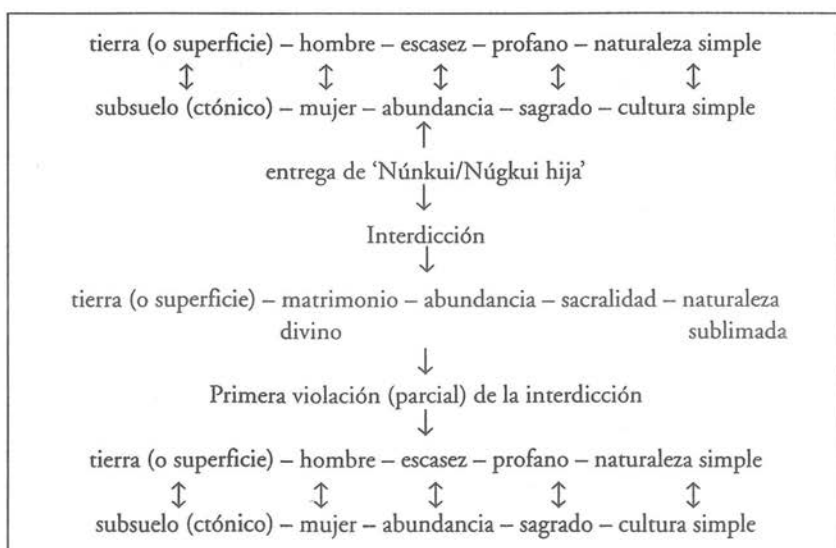 tierra (o superficie) – hombre – escasez – profano – naturaleza simple
↕ ↕ ↕ ↕ ↕
subsuelo (ctónico) – mujer – abundancia – sagrado – cultura simple
↑
entrega de ‘Núnkui/Núgkui hija’
↓
Interdicción
↓
tierra (o superficie) – matrimonio – abundancia – sacralidad – naturaleza
divino sublimada
↓
Primera violación (parcial) de la interdicción
↓
tierra (o superficie) – hombre – escasez – profano – naturaleza simple
↕ ↕ ↕ ↕ ↕
subsuelo (ctónico) – mujer – abundancia – sagrado – cultura simple